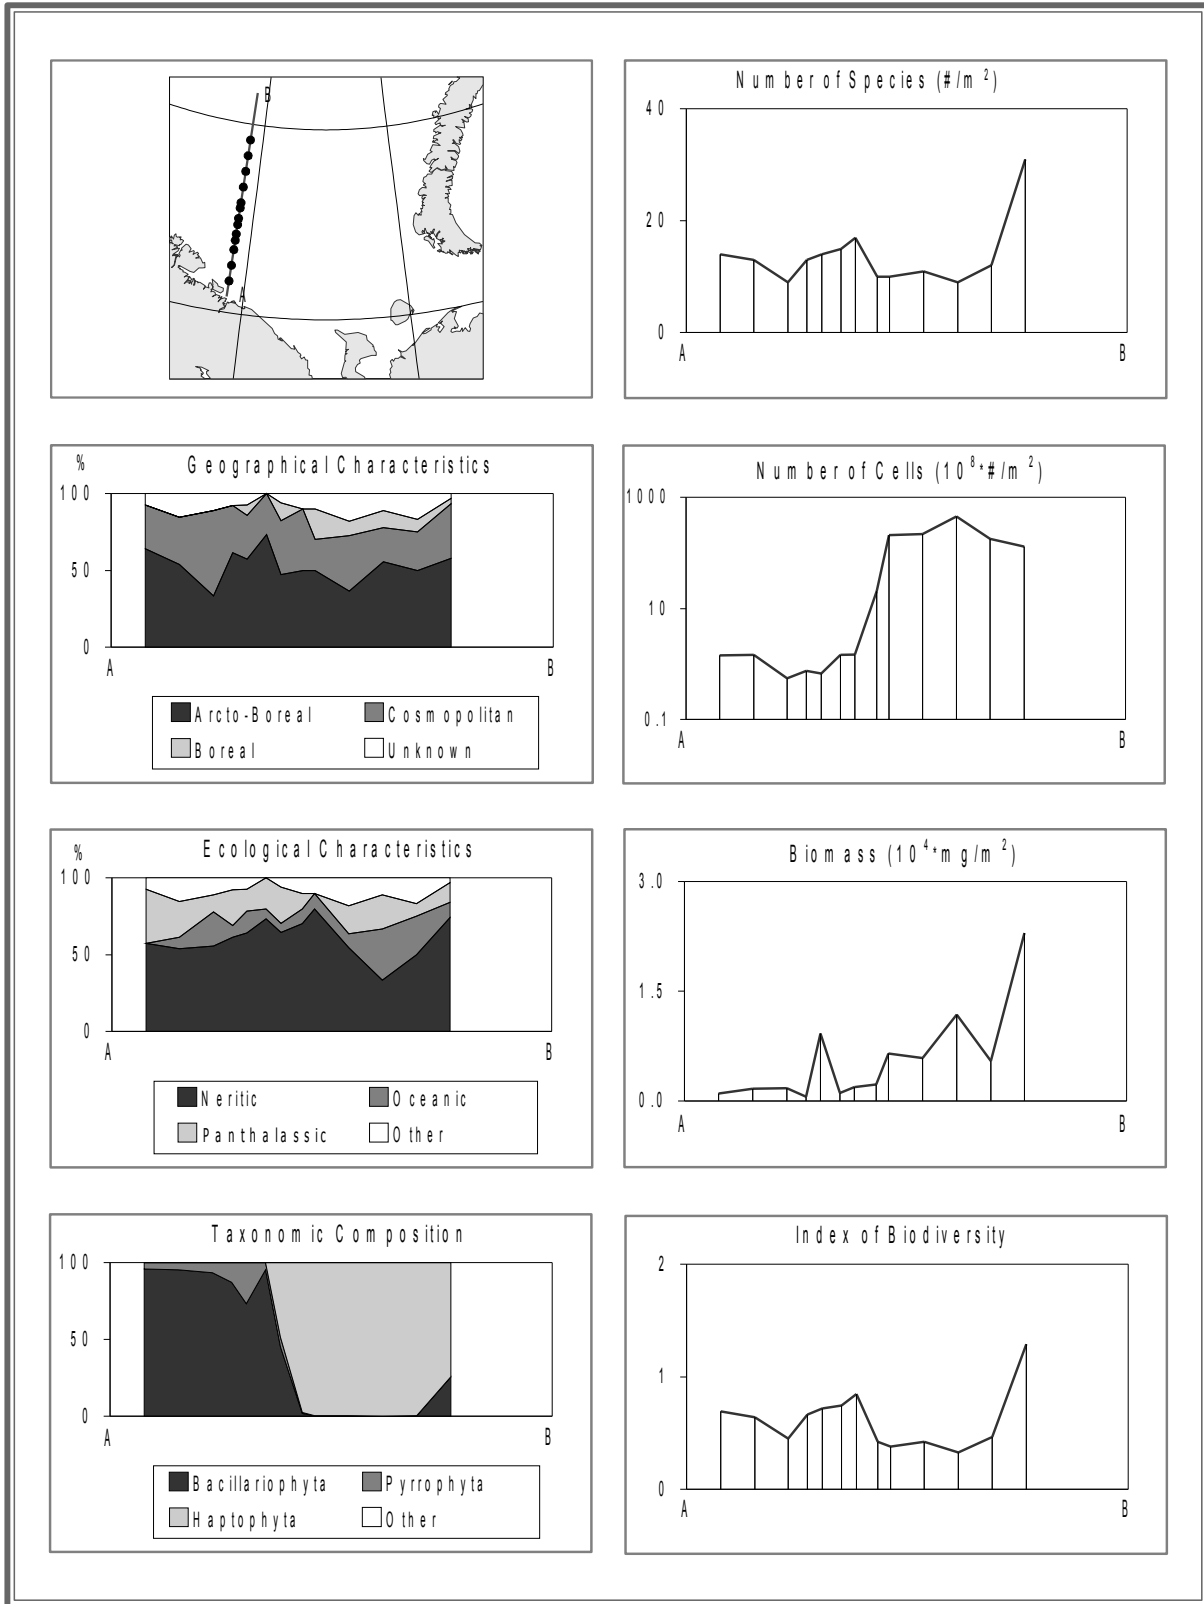 B
A
Number of Species (#/m²)
40
20
0
A B
% Geographical Characteristics
100
50
0
A B
Arcto-Boreal Cosmopolitan
Boreal Unknown
Number of Cells (10⁸*#/m²)
1000
10
0.1
A B
% Ecological Characteristics
100
50
0
A B
Neritic Oceanic
Panthalassic Other
Biomass (10⁴*mg/m²)
3.0
1.5
0.0
A B
Taxonomic Composition
100
50
0
A B
Bacillariophyta Pyrrophyta
Haptophyta Other
Index of Biodiversity
2
1
0
A B